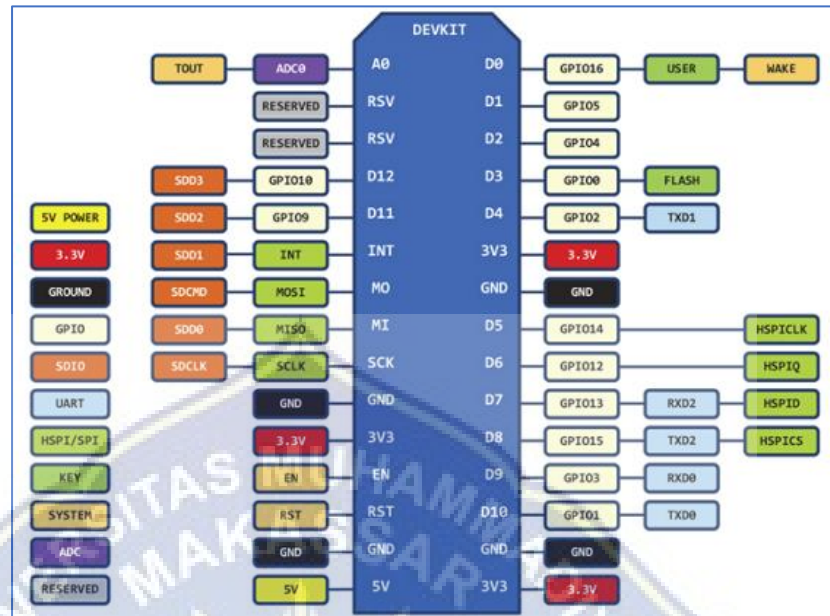 DEVKIT
TOUT ADC0 A0 D0 GPIO16 USER WAKE
RESERVED RSV D1 GPIO5
RESERVED RSV D2 GPIO4
SDD3 GPIO10 D12 D3 GPIO0 FLASH
5V POWER SDD2 GPIO9 D11 D4 GPIO2 TXD1
3.3V SDD1 INT INT 3V3 3.3V
GROUND SDCMD MOSI MO GND GND
GPIO SDD0 MISO MI D5 GPIO14 HSPICLK
SDIO SDCLK SCLK SCK D6 GPIO12 HSPIQ
UART GND GND D7 GPIO13 RXD2 HSPID
HSPI/SPI 3.3V 3V3 D8 GPIO15 TXD2 HSPICS
KEY EN EN D9 GPIO3 RXD0
SYSTEM RST RST D10 GPIO1 TXD0
ADC GND GND GND GND
RESERVED 5V 5V 3V3 3.3V
MAKASSAR